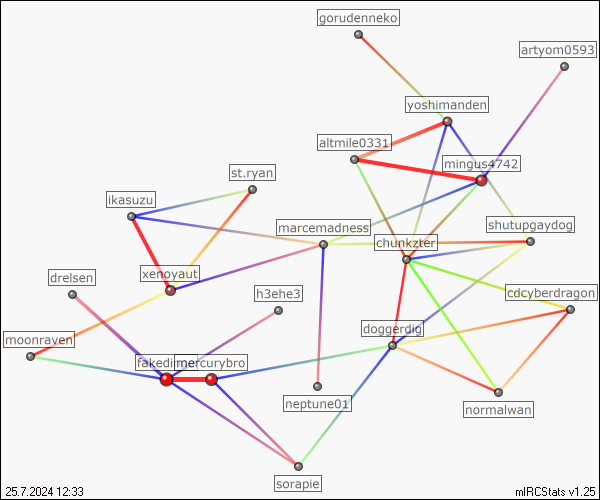 gorudenneko
artyom0593
yoshimanden
altmile0331
mingus4742
st.ryan
ikasuzu
marcemadness
shutupgaydog
chunkzter
xenoyaut
drelsen
h3ehe3
cdcyberdragon
doggerdig
moonraven
mercurybro
neptune01
normalwan
sorapie
25.7.2024 12:33
mIRCStats v1.25